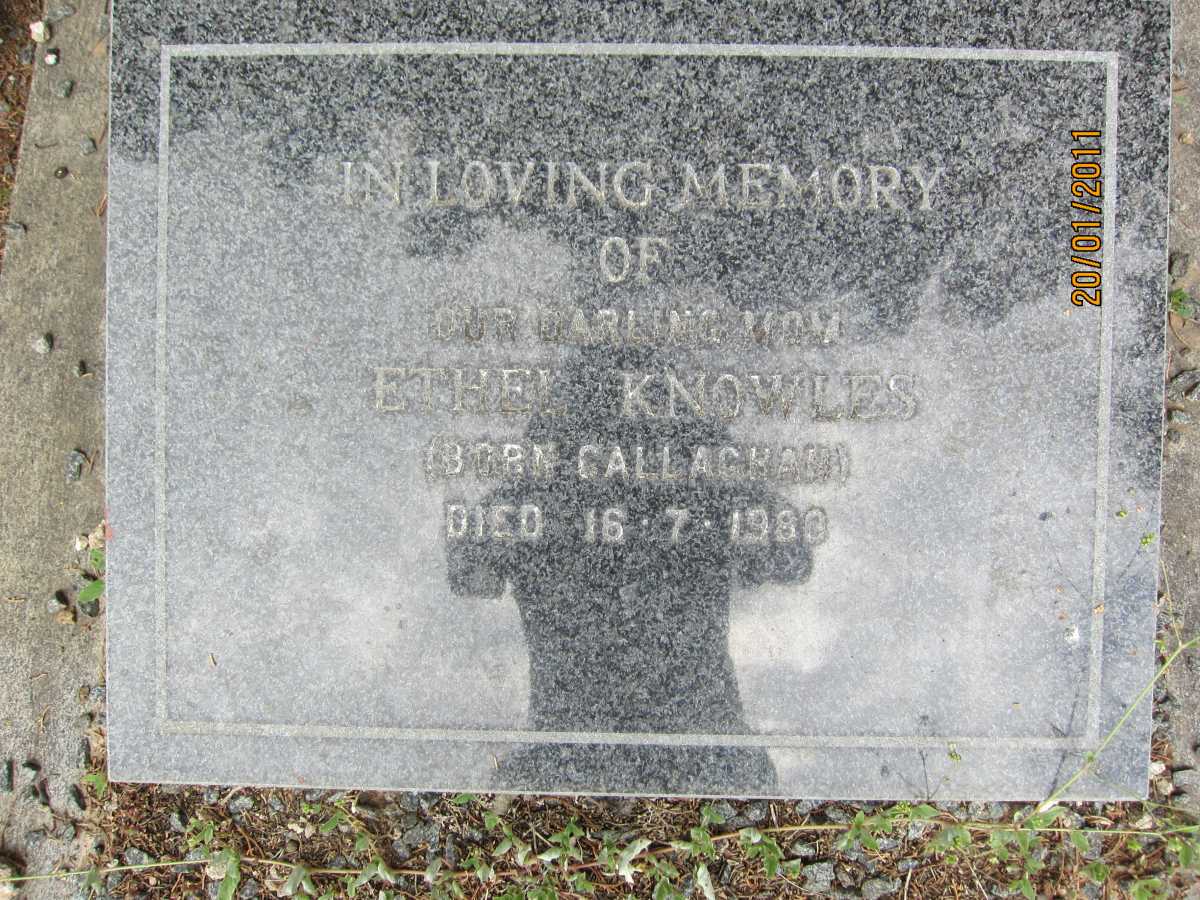 IN LOVING MEMORY
OF
OUR DARLING MOM
ETHEL KNOWLES
(BORN CALLAGHAN)
DIED 16·7·1980
20/01/2011